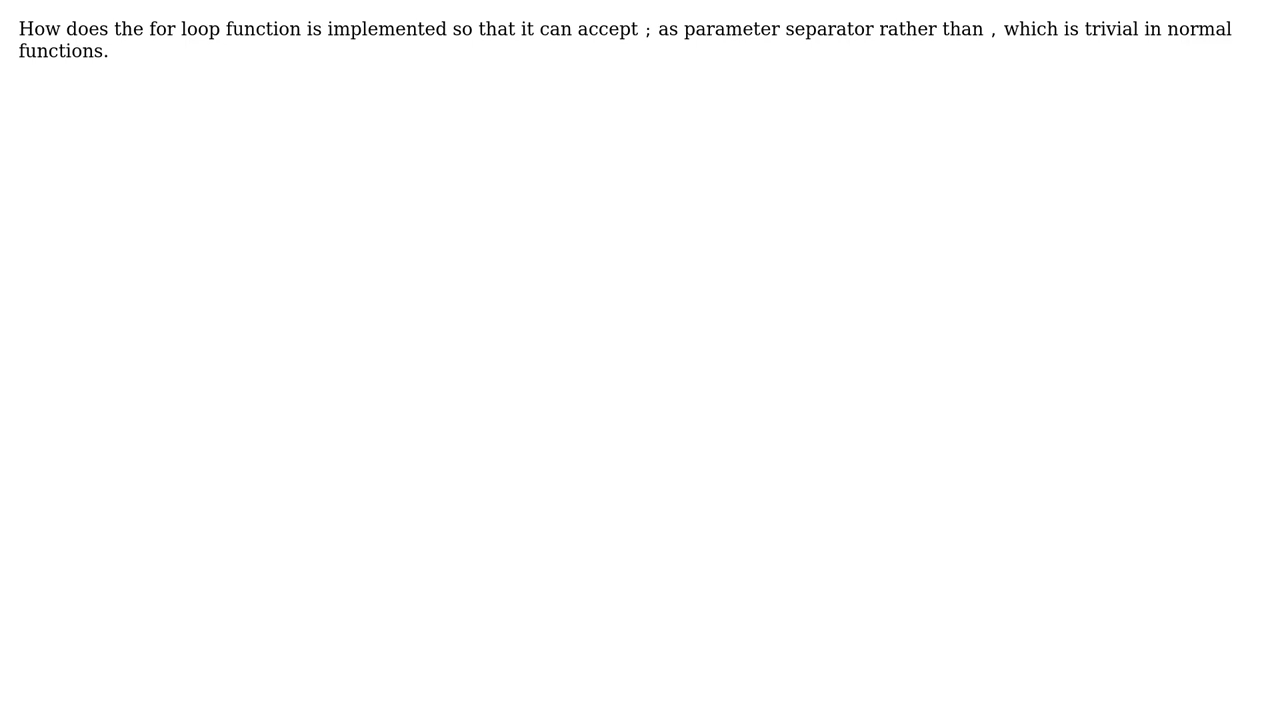 How does the for loop function is implemented so that it can accept ; as parameter separator rather than , which is trivial in normal
functions.